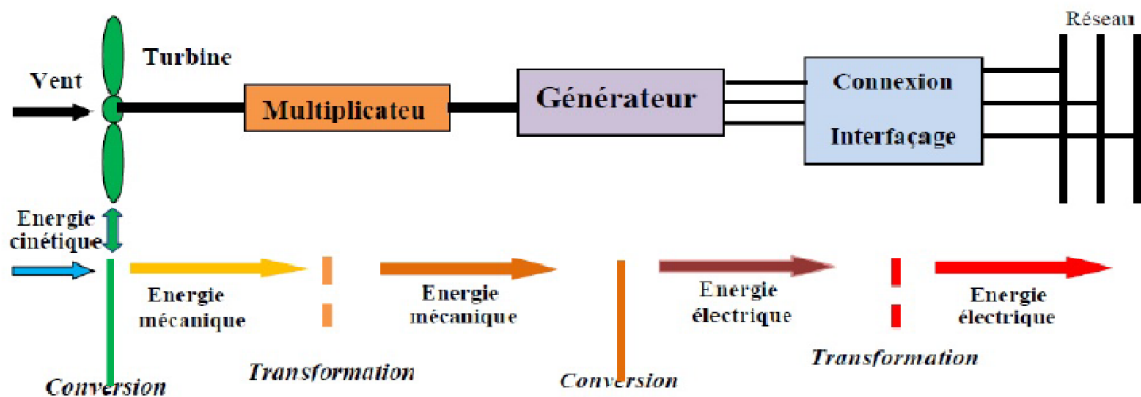 Réseau
Vent
Turbine
Multiplicateu
Générateur
Connexion
Interfaçage
Energie
cinétique
Energie
mécanique
Energie
mécanique
Energie
électrique
Energie
électrique
Conversion
Transformation
Conversion
Transformation